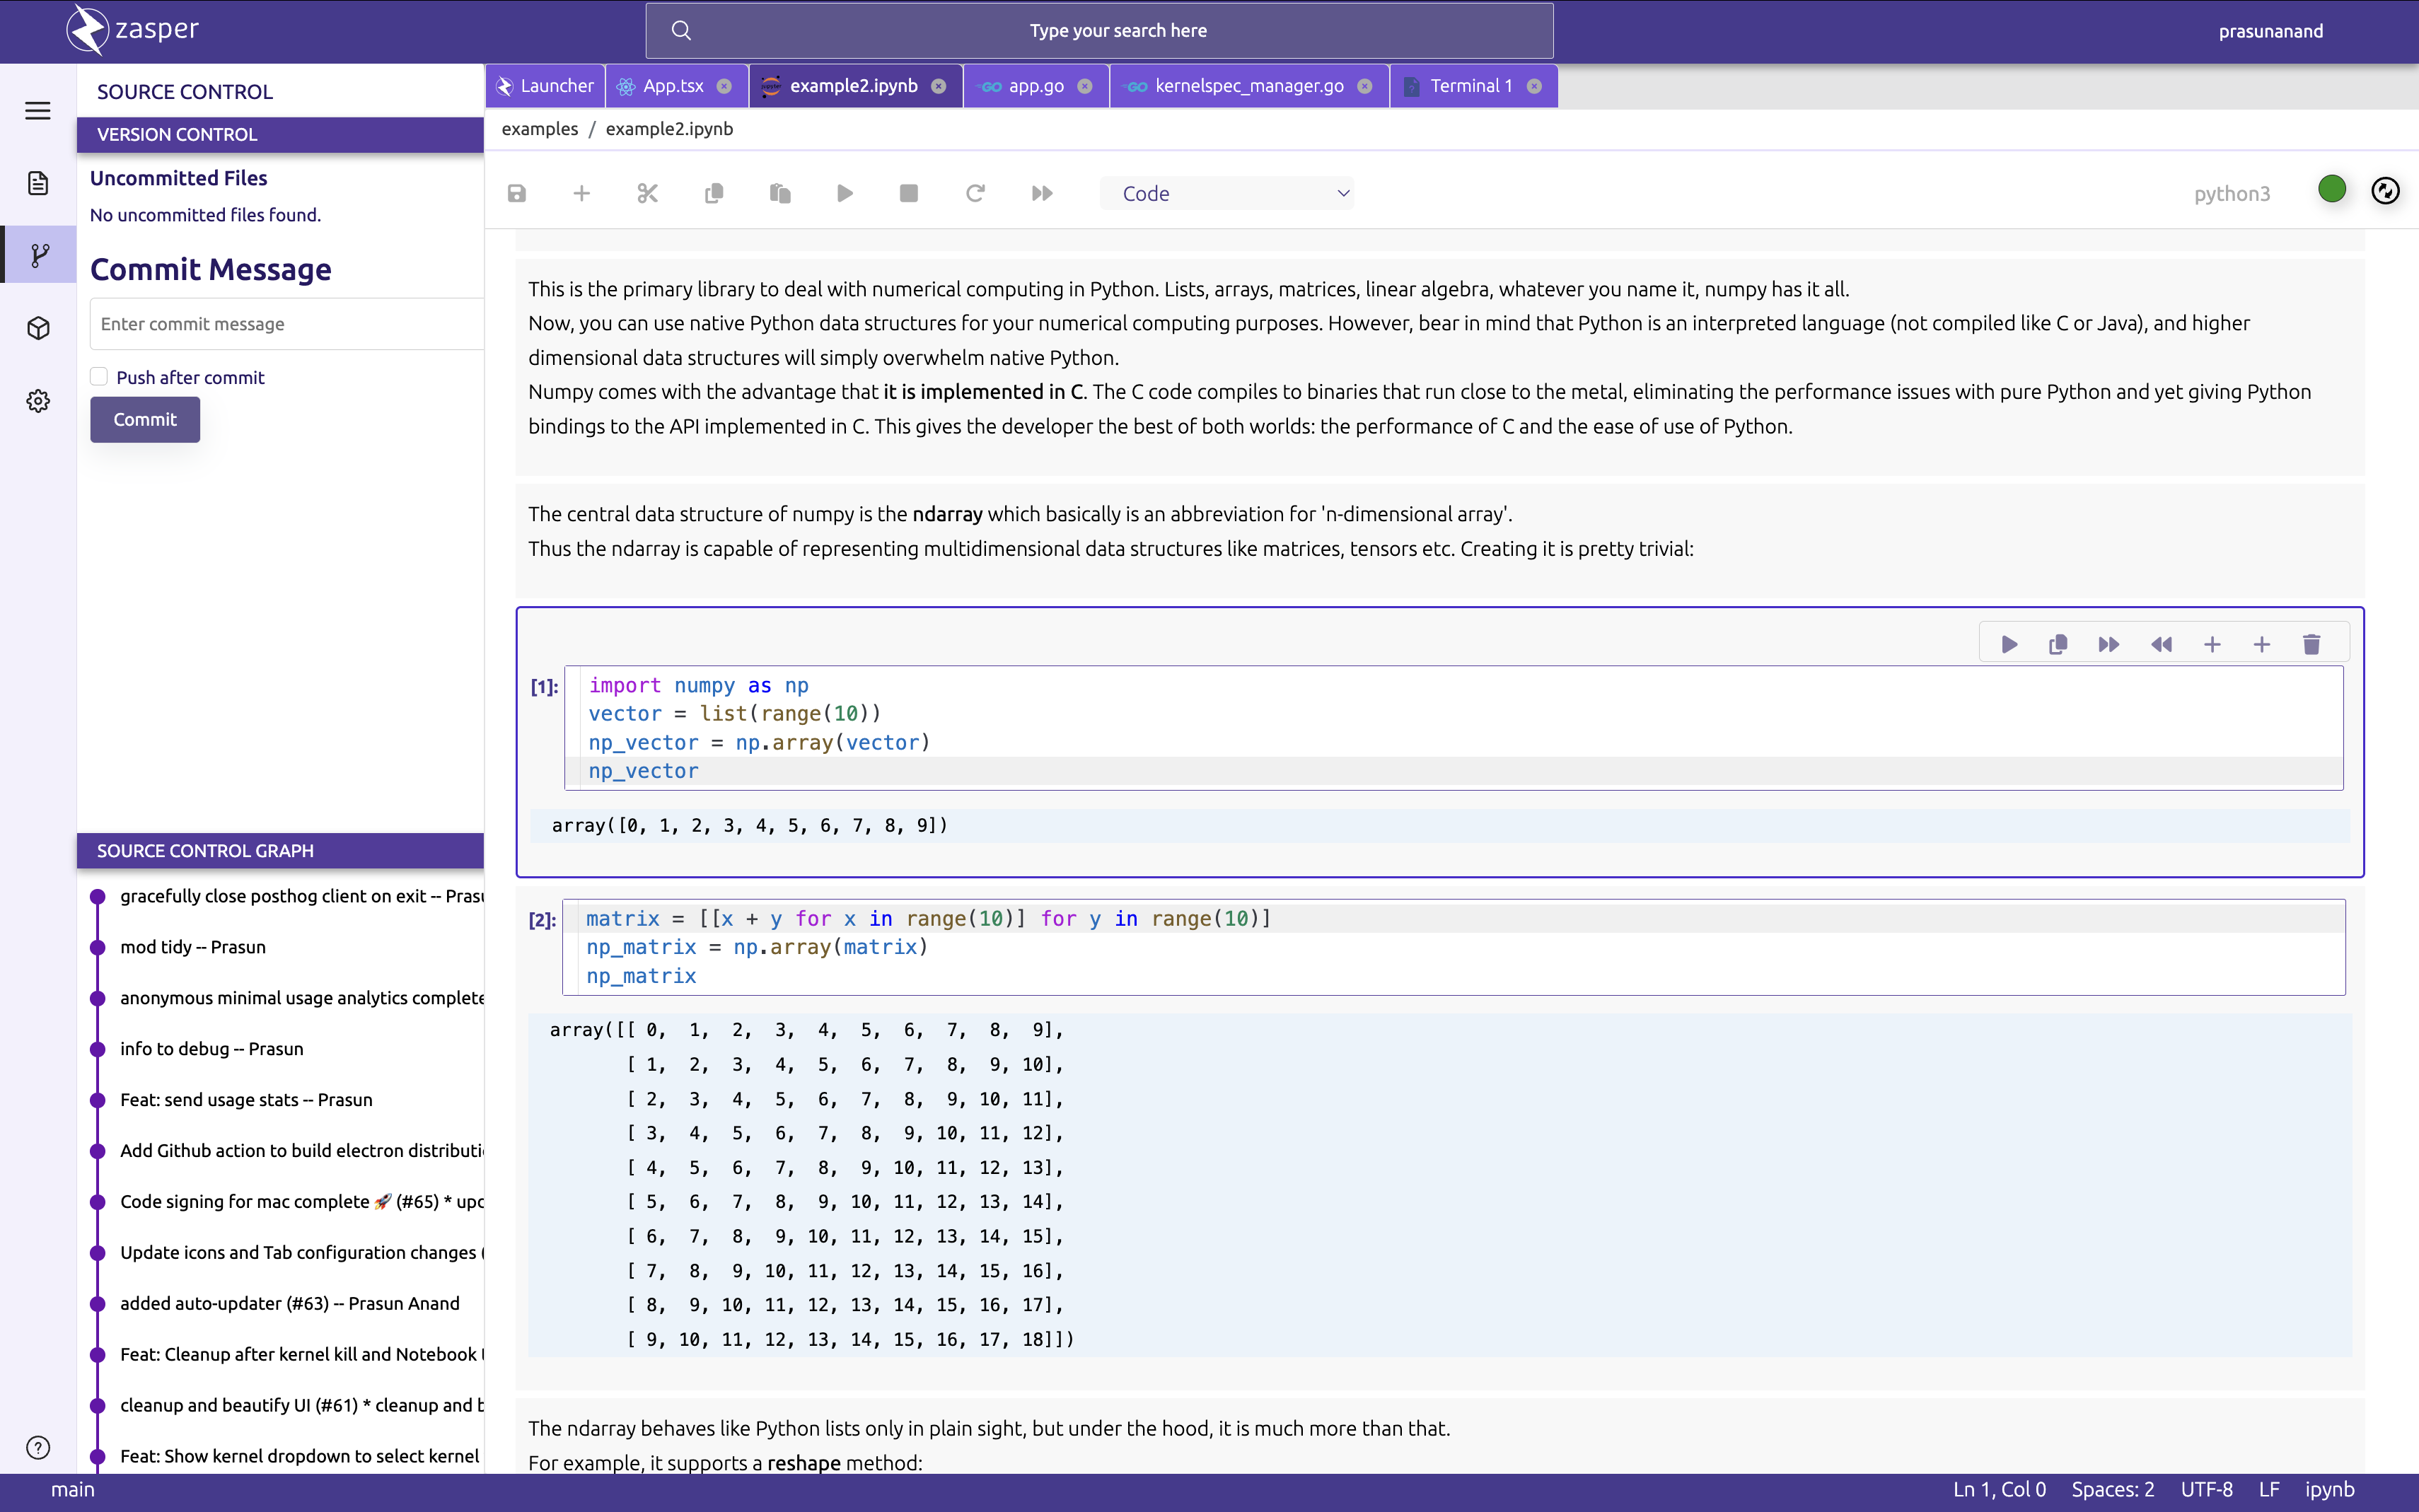 zasper
Type your search here
prasunanand
SOURCE CONTROL
VERSION CONTROL
Uncommitted Files
No uncommitted files found.
Commit Message
Enter commit message
Push after commit
Commit
SOURCE CONTROL GRAPH
gracefully close posthog client on exit -- Prasu
mod tidy -- Prasun
anonymous minimal usage analytics complete
info to debug -- Prasun
Feat: send usage stats -- Prasun
Add Github action to build electron distributi
Code signing for mac complete 🚀 (#65) * upd
Update icons and Tab configuration changes (
added auto-updater (#63) -- Prasun Anand
Feat: Cleanup after kernel kill and Notebook
cleanup and beautify UI (#61) * cleanup and b
Feat: Show kernel dropdown to select kernel
Launcher
App.tsx
example2.ipynb
app.go
kernelspec_manager.go
Terminal 1
examples / example2.ipynb
Code
python3
This is the primary library to deal with numerical computing in Python. Lists, arrays, matrices, linear algebra, whatever you name it, numpy has it all.
Now, you can use native Python data structures for your numerical computing purposes. However, bear in mind that Python is an interpreted language (not compiled like C or Java), and higher
dimensional data structures will simply overwhelm native Python.
Numpy comes with the advantage that it is implemented in C. The C code compiles to binaries that run close to the metal, eliminating the performance issues with pure Python and yet giving Python
bindings to the API implemented in C. This gives the developer the best of both worlds: the performance of C and the ease of use of Python.
The central data structure of numpy is the ndarray which basically is an abbreviation for 'n-dimensional array'.
Thus the ndarray is capable of representing multidimensional data structures like matrices, tensors etc. Creating it is pretty trivial:
[1]:
import numpy as np
vector = list(range(10))
np_vector = np.array(vector)
np_vector
array([0, 1, 2, 3, 4, 5, 6, 7, 8, 9])
[2]:
matrix = [[x + y for x in range(10)] for y in range(10)]
np_matrix = np.array(matrix)
np_matrix
array([[ 0,  1,  2,  3,  4,  5,  6,  7,  8,  9],
[ 1,  2,  3,  4,  5,  6,  7,  8,  9, 10],
[ 2,  3,  4,  5,  6,  7,  8,  9, 10, 11],
[ 3,  4,  5,  6,  7,  8,  9, 10, 11, 12],
[ 4,  5,  6,  7,  8,  9, 10, 11, 12, 13],
[ 5,  6,  7,  8,  9, 10, 11, 12, 13, 14],
[ 6,  7,  8,  9, 10, 11, 12, 13, 14, 15],
[ 7,  8,  9, 10, 11, 12, 13, 14, 15, 16],
[ 8,  9, 10, 11, 12, 13, 14, 15, 16, 17],
[ 9, 10, 11, 12, 13, 14, 15, 16, 17, 18]])
The ndarray behaves like Python lists only in plain sight, but under the hood, it is much more than that.
For example, it supports a reshape method:
main
Ln 1, Col 0
Spaces: 2
UTF-8
LF
ipynb